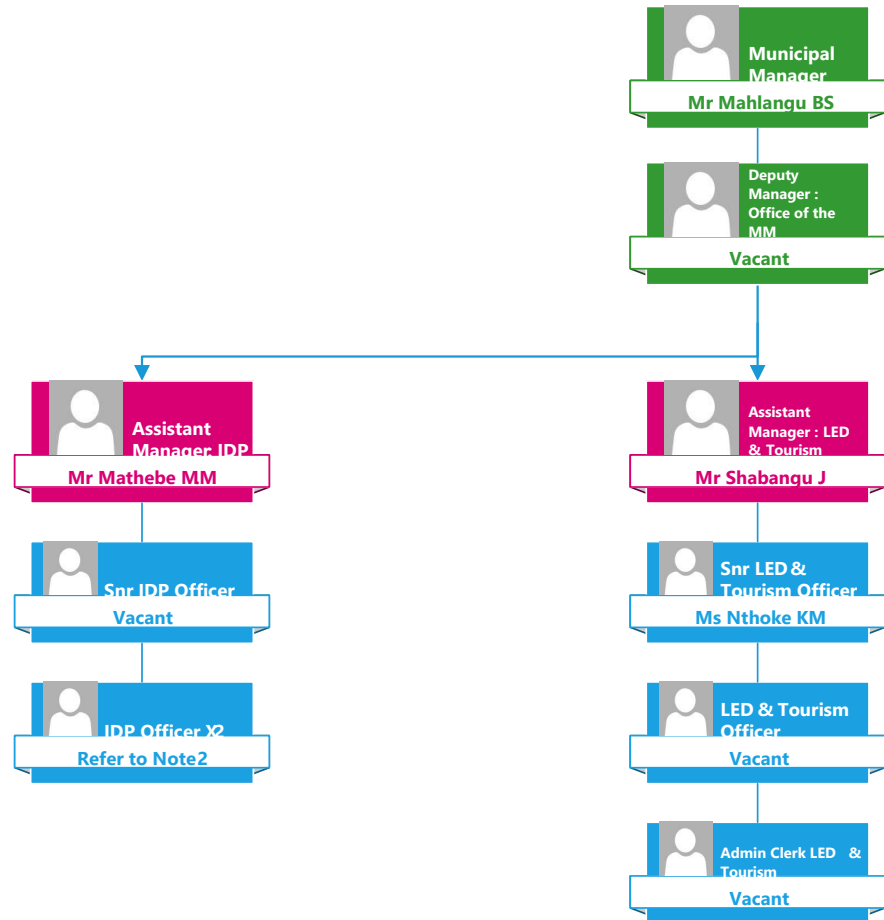 Municipal
Manager
Mr Mahlangu BS
Deputy
Manager :
Office of the
MM
Vacant
Assistant
Manager IDP
Mr Mathebe MM
Assistant
Manager : LED
& Tourism
Mr Shabangu J
Snr IDP Officer
Vacant
Snr LED &
Tourism Officer
Ms Nthoke KM
IDP Officer X2
Refer to Note2
LED & Tourism
Officer
Vacant
Admin Clerk LED &
Tourism
Vacant